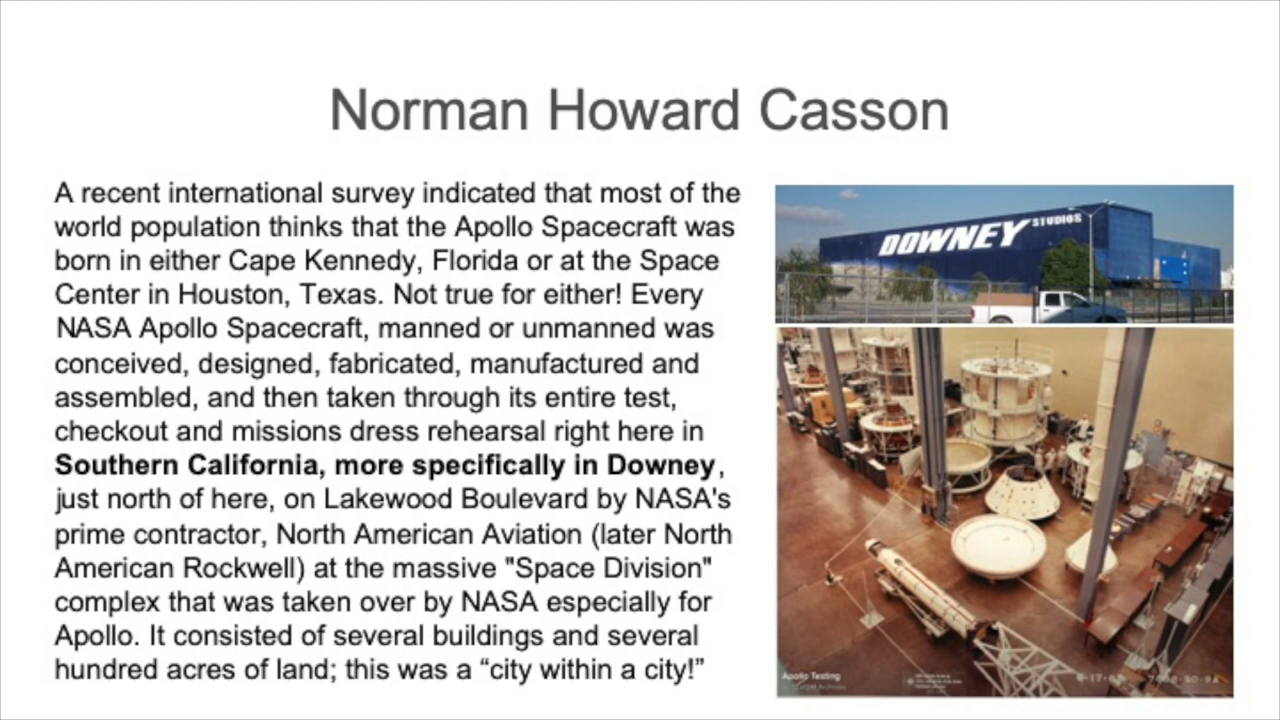 Norman Howard Casson
A recent international survey indicated that most of the
world population thinks that the Apollo Spacecraft was
born in either Cape Kennedy, Florida or at the Space
Center in Houston, Texas. Not true for either! Every
NASA Apollo Spacecraft, manned or unmanned was
conceived, designed, fabricated, manufactured and
assembled, and then taken through its entire test,
checkout and missions dress rehearsal right here in
Southern California, more specifically in Downey,
just north of here, on Lakewood Boulevard by NASA's
prime contractor, North American Aviation (later North
American Rockwell) at the massive "Space Division"
complex that was taken over by NASA especially for
Apollo. It consisted of several buildings and several
hundred acres of land; this was a “city within a city!”
DOWNEY STUDIOS
Apollo Testing